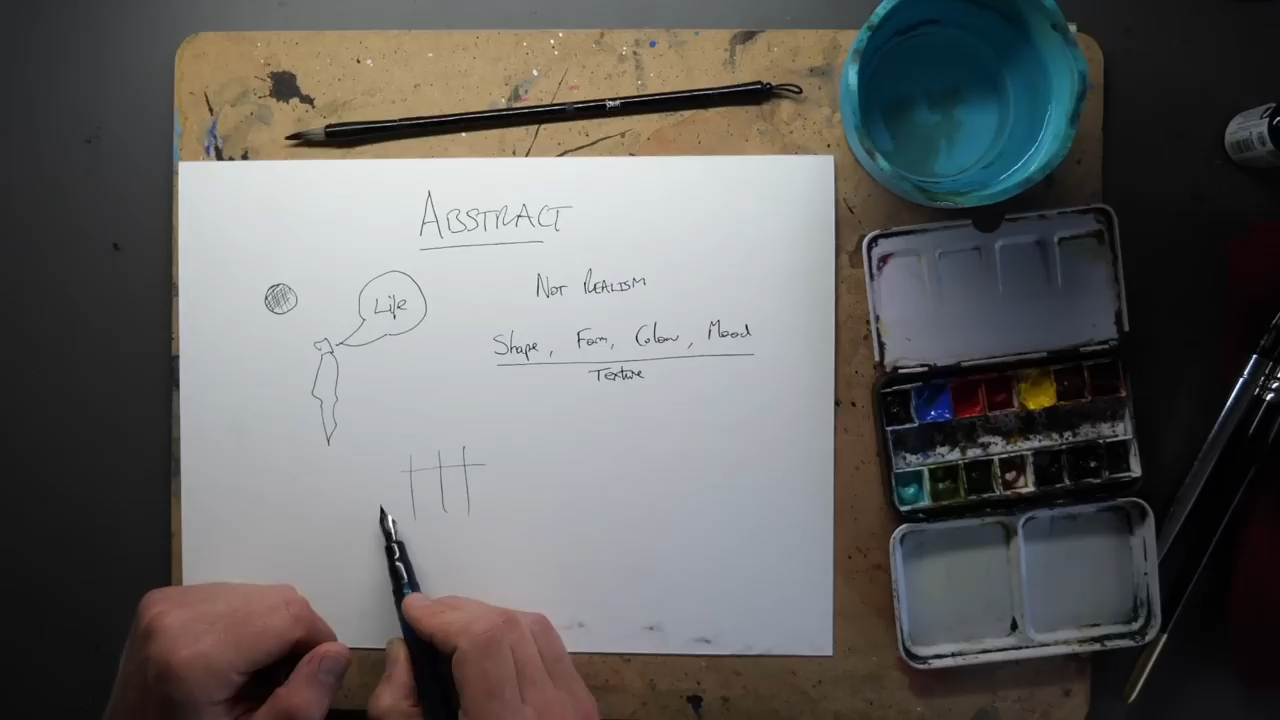 ABSTRACT
Life
NOT REALISM
Shape, Form, Colour, Mood
Texture